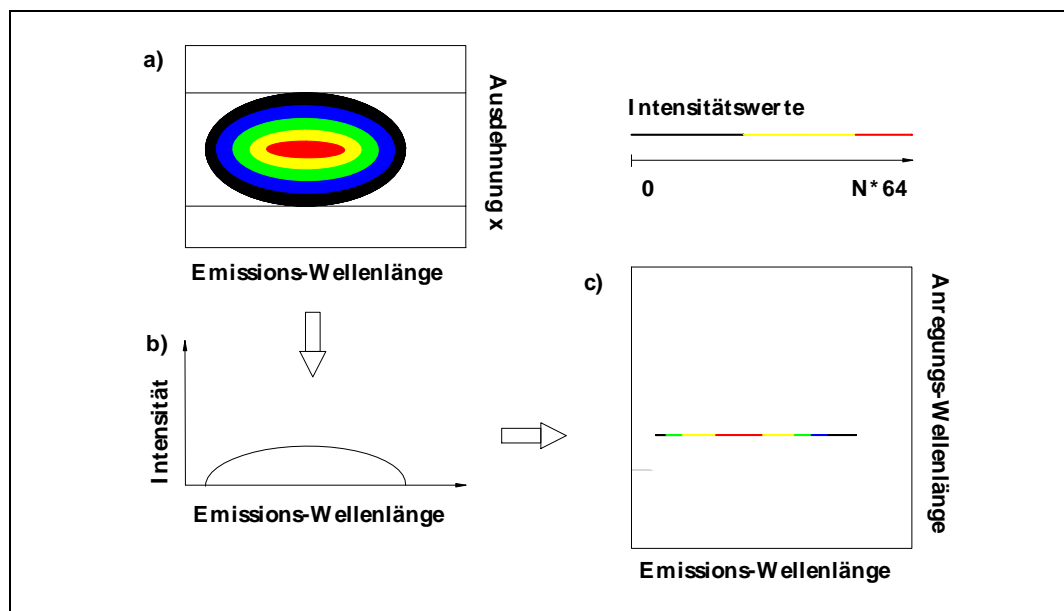 a)
Ausdehnung x
Emissions-Wellenlänge
Intensitätswerte
0
N*64
b)
Intensität
Emissions-Wellenlänge
c)
Anregungs-Wellenlänge
Emissions-Wellenlänge